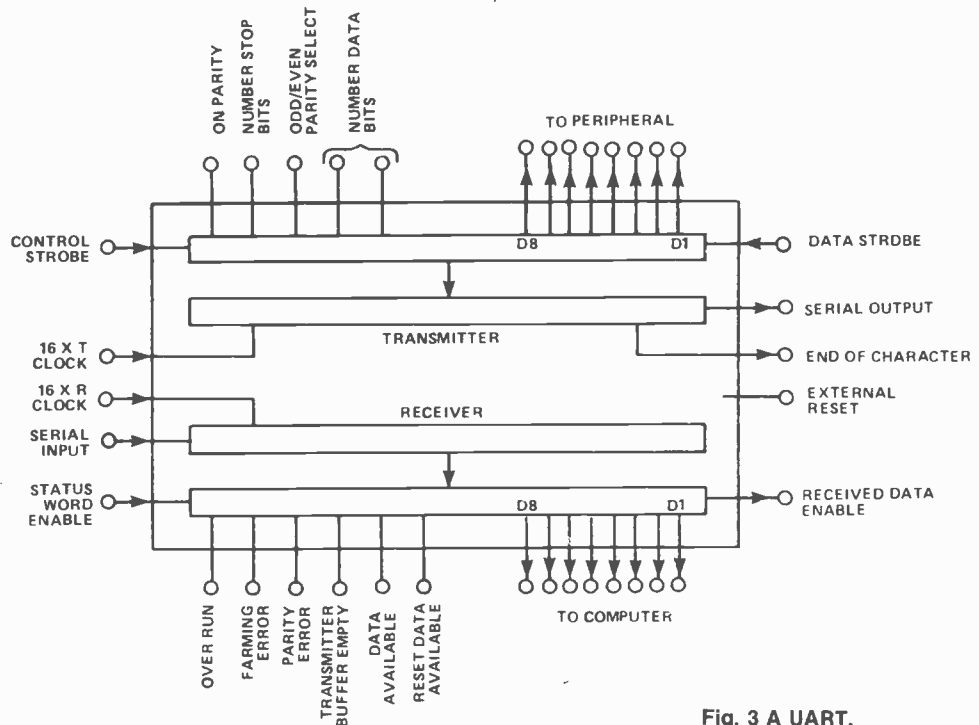 ON PARITY
NUMBER STOP
BITS
ODD/EVEN
PARITY SELECT
NUMBER DATA
BITS
TO PERIPHERAL
CONTROL
STROBE
D8
D1
DATA STRDBE
SERIAL OUTPUT
TRANSMITTER
16 X T
CLOCK
END OF CHARACTER
16 X R
CLOCK
RECEIVER
EXTERNAL
RESET
SERIAL
INPUT
STATUS
WORD
ENABLE
D8
D1
RECEIVED DATA
ENABLE
OVER RUN
FARMING
ERROR
PARITY
ERROR
TRANSMITTER
BUFFER EMPTY
DATA
AVAILABLE
RESET DATA
AVAILABLE
TO COMPUTER
Fig. 3 A UART.